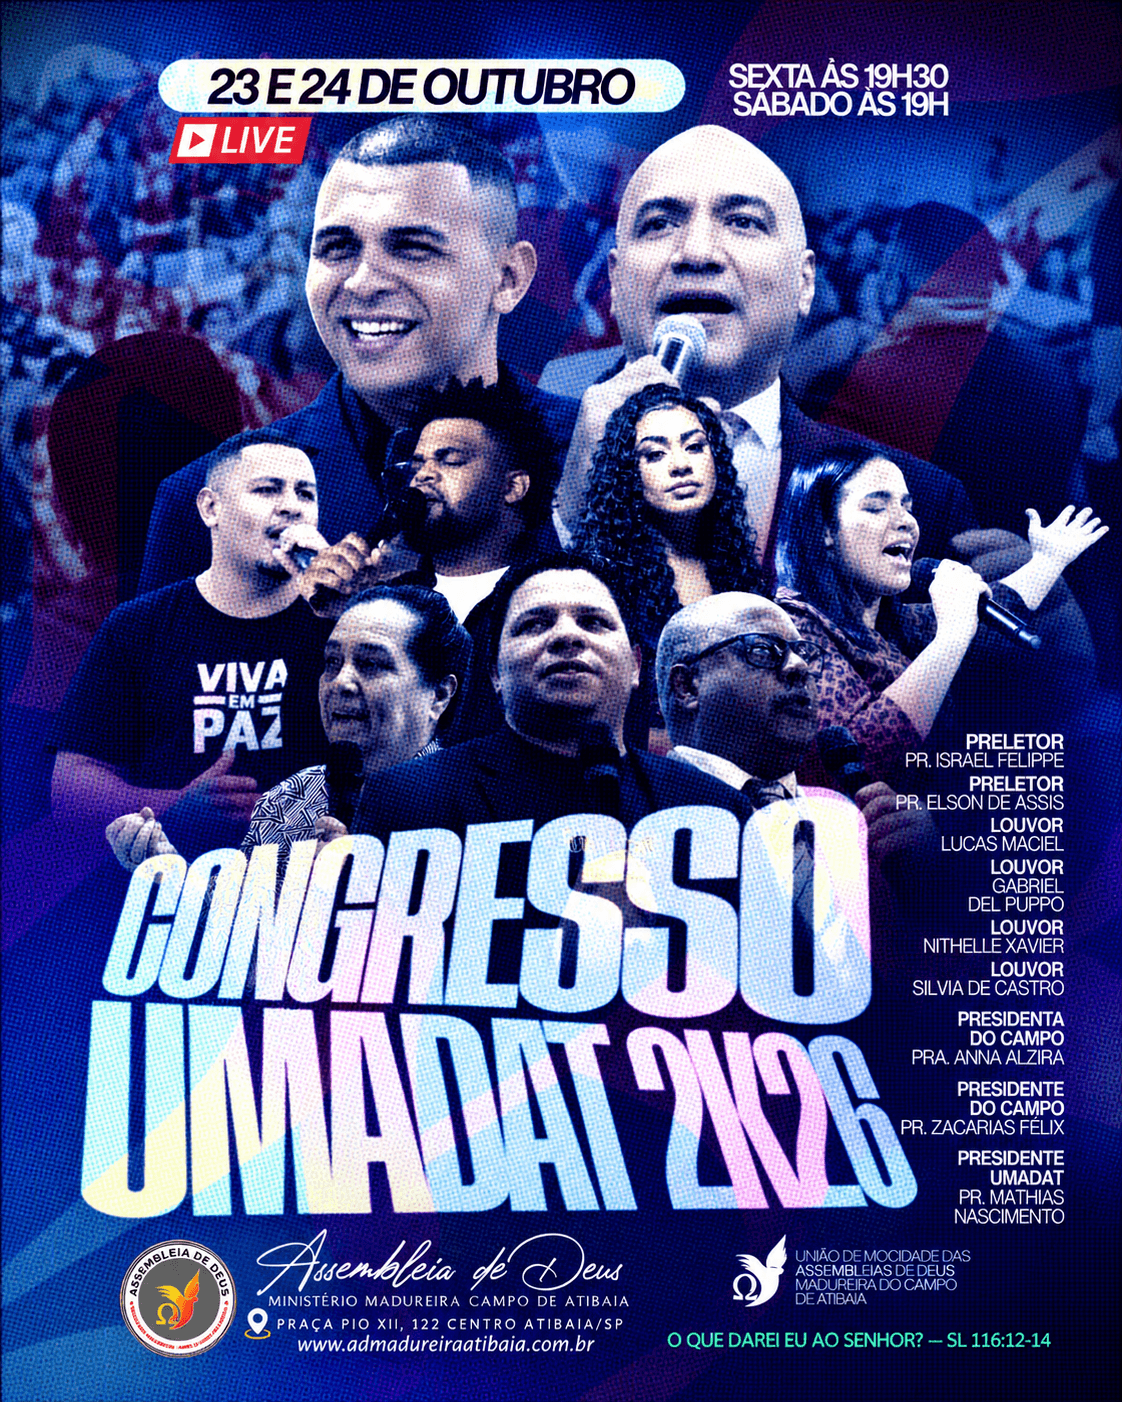 23 E 24 DE OUTUBRO
SEXTA ÀS 19H30
SÁBADO ÀS 19H
LIVE
VIVA
EM
PAZ
PRELETOR
PR. ISRAEL FELIPPE
PRELETOR
PR. ELSON DE ASSIS
LOUVOR
LUCAS MACIEL
LOUVOR
GABRIEL
DEL PUPPO
LOUVOR
NITHELLE XAVIER
LOUVOR
SILVIA DE CASTRO
PRESIDENTA
DO CAMPO
PRA. ANNA ALZIRA
PRESIDENTE
DO CAMPO
PR. ZACARIAS FÉLIX
PRESIDENTE
UMADAT
PR. MATHIAS
NASCIMENTO
CONGRESSO
UMADAT 2K26
ASSEMBLEIA DE DEUS
Assembleia de Deus
MINISTÉRIO MADUREIRA CAMPO DE ATIBAIA
PRAÇA PIO XII, 122 CENTRO ATIBAIA/SP
www.admadureiraatibaia.com.br
UNIÃO DE MOCIDADE DAS
ASSEMBLEIAS DE DEUS
MADUREIRA DO CAMPO
DE ATIBAIA
O QUE DAREI EU AO SENHOR? — SL 116:12-14